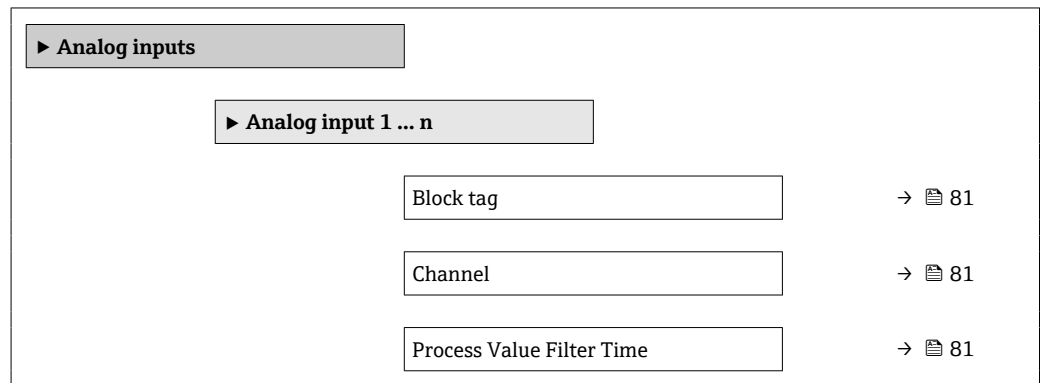 ▶ Analog inputs
▶ Analog input 1 … n
Block tag → 81
Channel → 81
Process Value Filter Time → 81